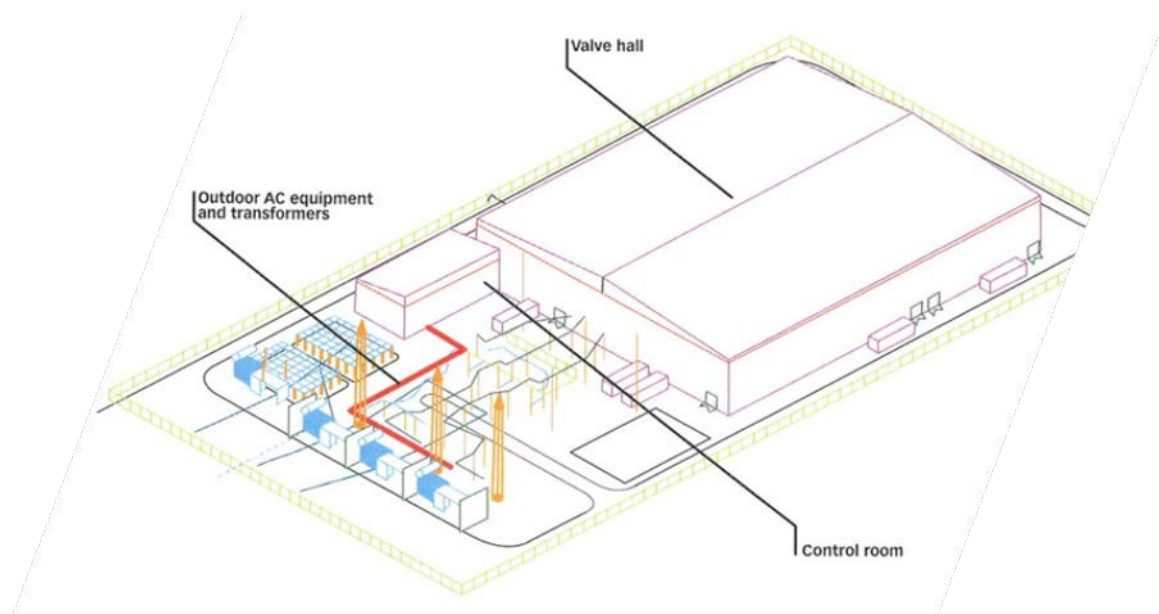 Valve hall
Outdoor AC equipment
and transformers
Control room